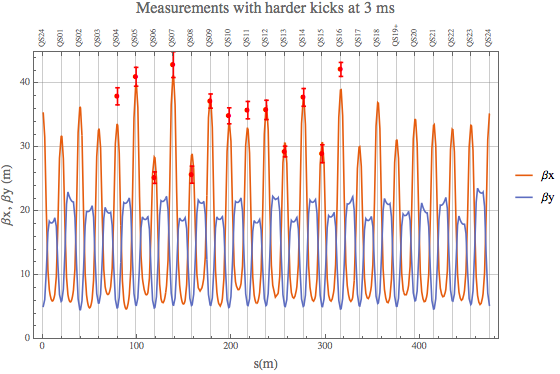 Measurements with harder kicks at 3 ms
QS24 QS01 QS02 QS03 QS04 QS05 QS06 QS07 QS08 QS09 QS10 QS11 QS12 QS13 QS14 QS15 QS16 QS17 QS18 QS19+ QS20 QS21 QS22 QS23 QS24
βx, βy (m)
40
30
20
10
0
0 100 200 300 400
s(m)
βx
βy